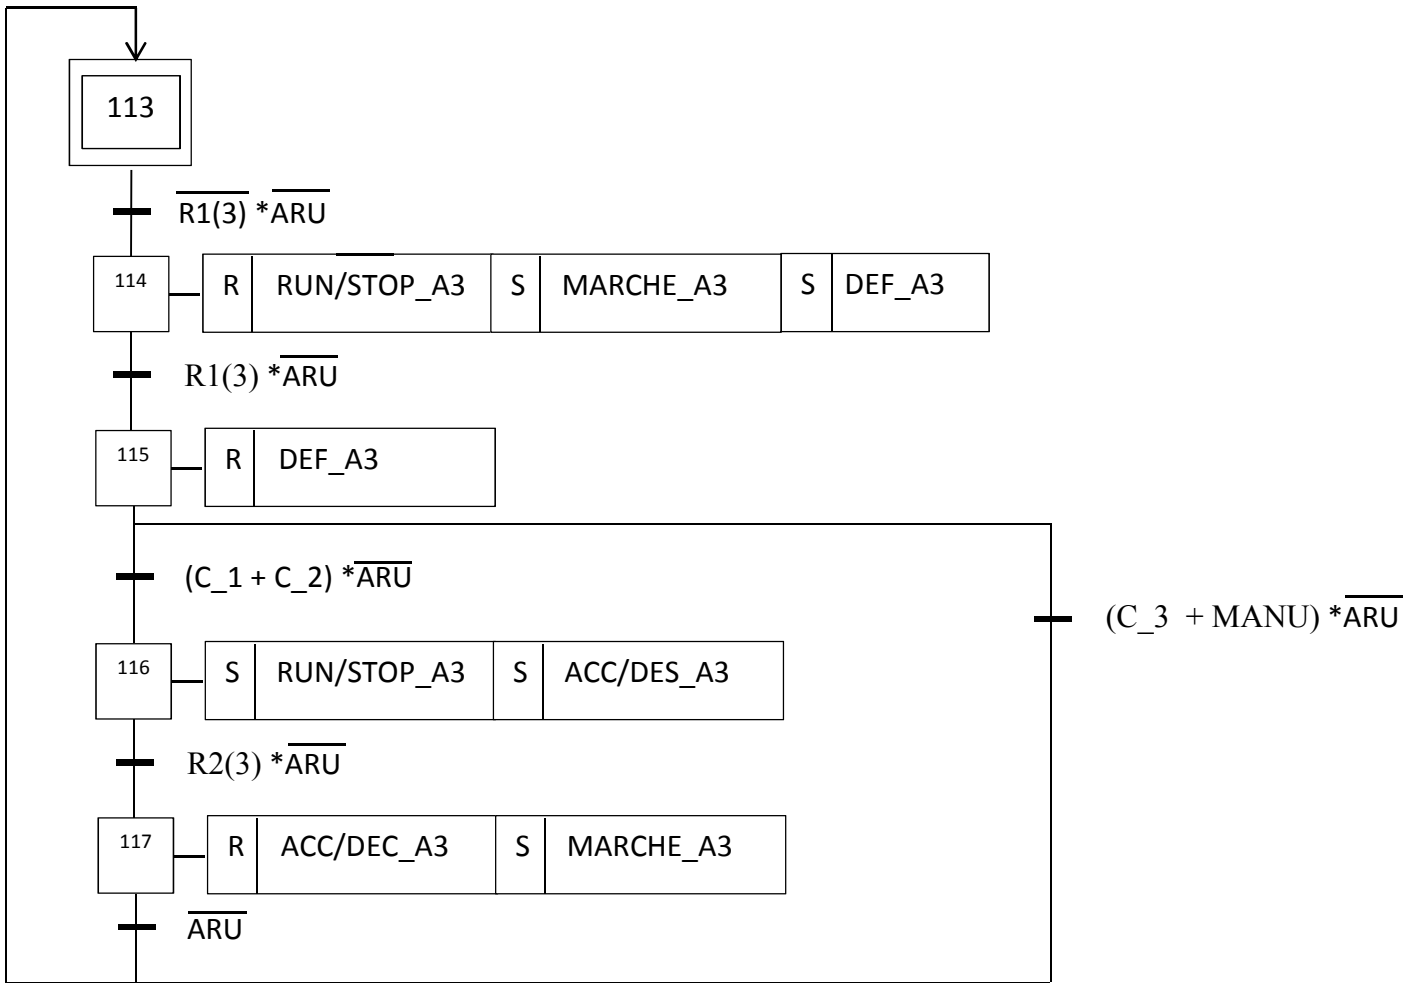 113
R1(3) *ARU
114 R RUN/STOP_A3 S MARCHE_A3 S DEF_A3
R1(3) *ARU
115 R DEF_A3
(C_1 + C_2) *ARU
(C_3 + MANU) *ARU
116 S RUN/STOP_A3 S ACC/DES_A3
R2(3) *ARU
117 R ACC/DEC_A3 S MARCHE_A3
ARU